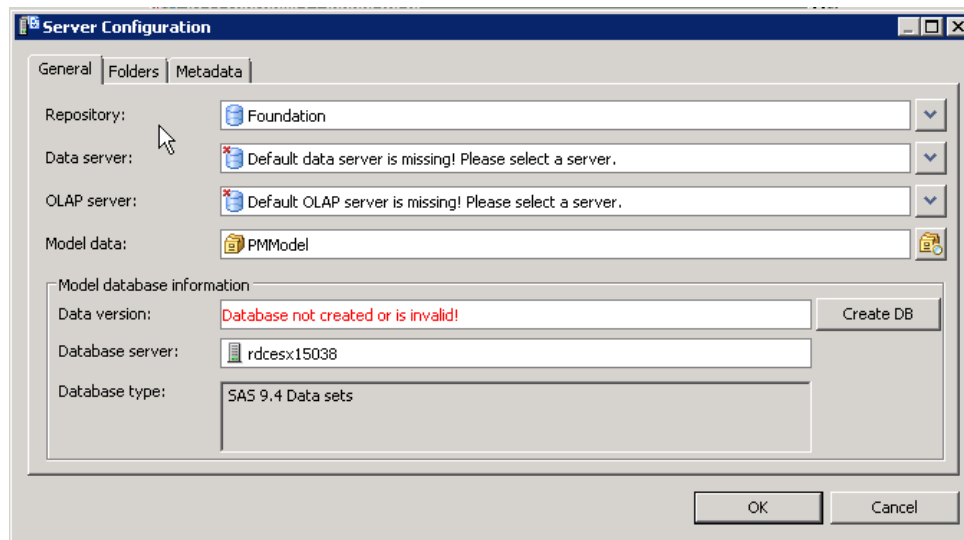 Server Configuration
General Folders Metadata
Repository: Foundation
Data server: Default data server is missing! Please select a server.
OLAP server: Default OLAP server is missing! Please select a server.
Model data: PMModel
Model database information
Data version: Database not created or is invalid! Create DB
Database server: rdcesx15038
Database type: SAS 9.4 Data sets
OK Cancel